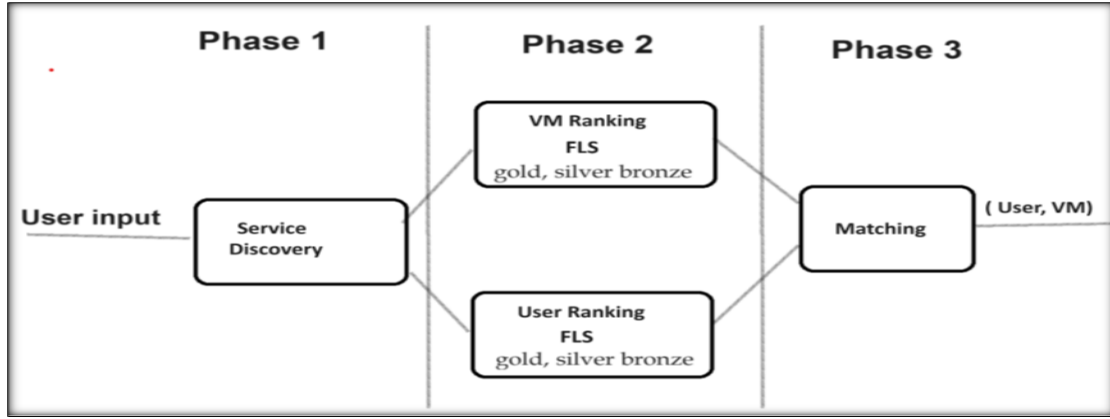 Phase 1
Phase 2
Phase 3
VM Ranking
FLS
gold, silver bronze
User input
Service
Discovery
( User, VM)
Matching
User Ranking
FLS
gold, silver bronze